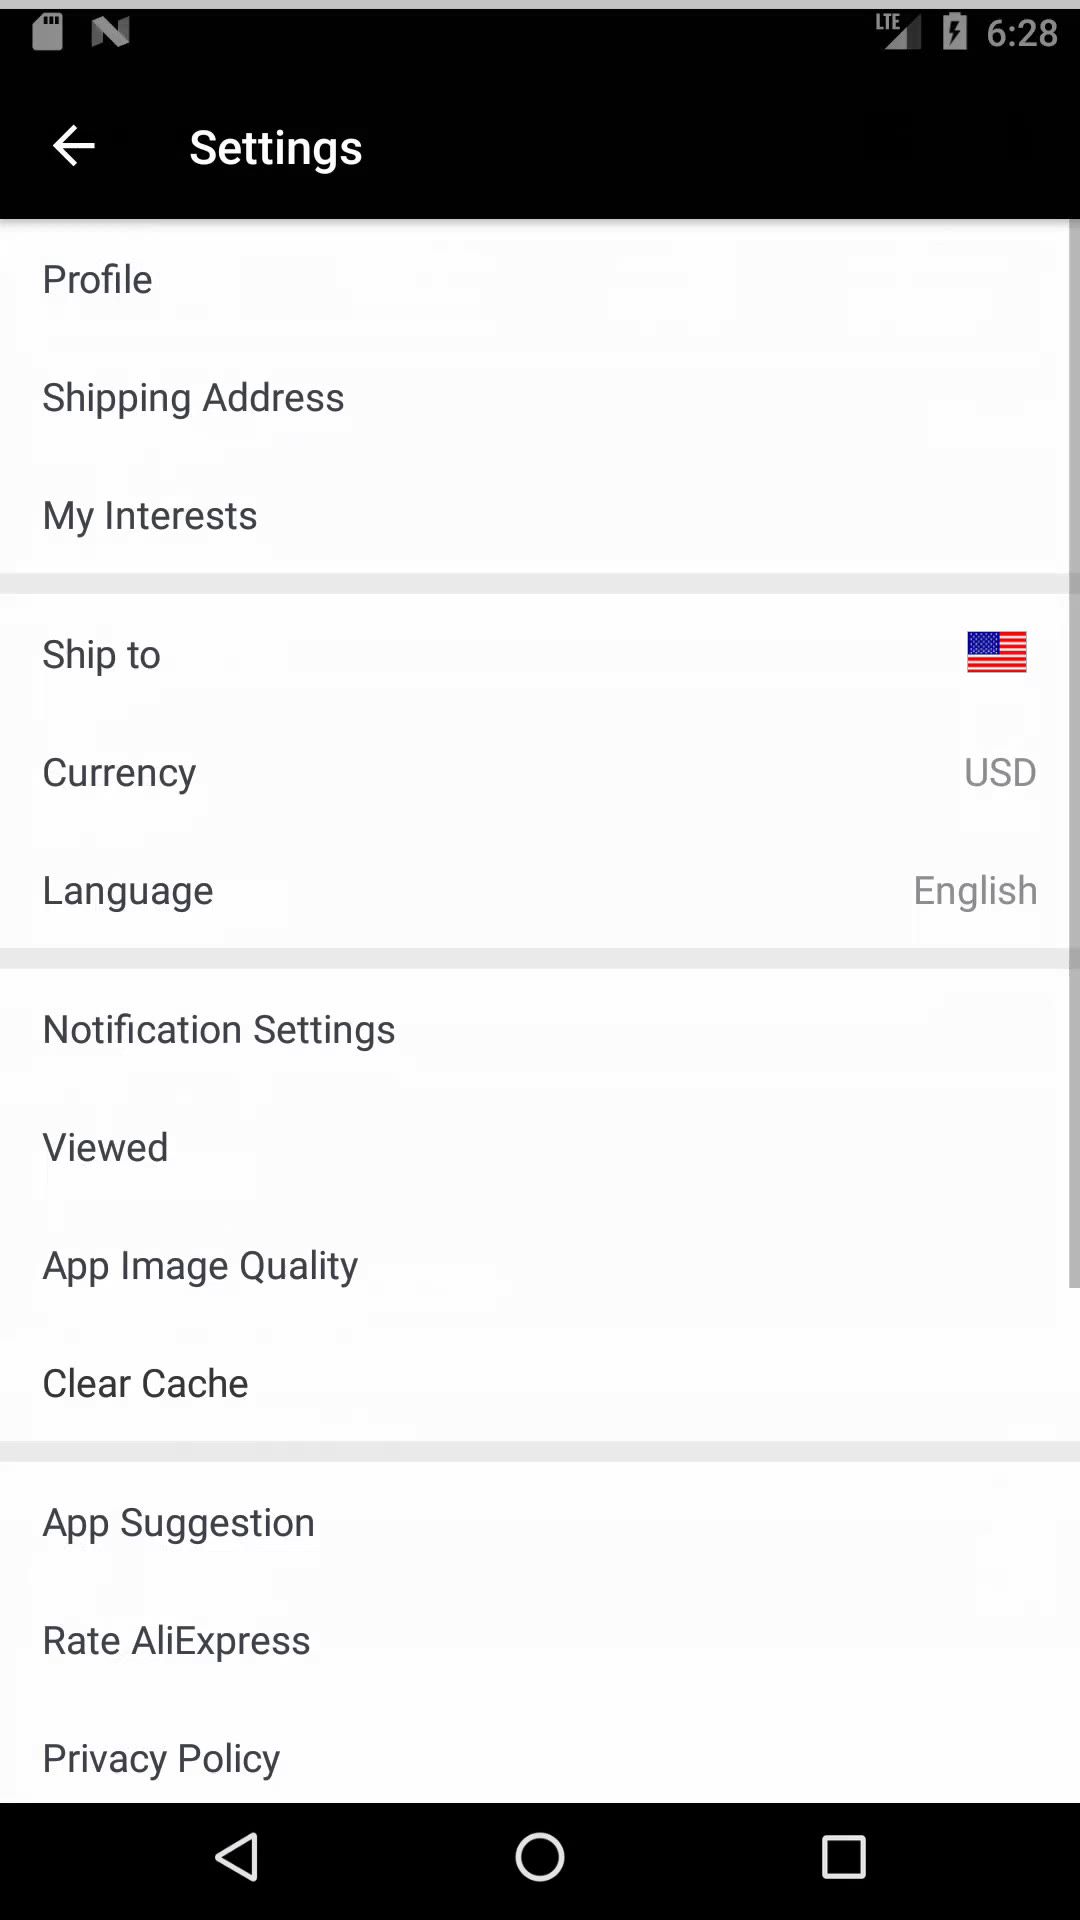 LTE 6:28
Settings
Profile
Shipping Address
My Interests
Ship to
Currency USD
Language English
Notification Settings
Viewed
App Image Quality
Clear Cache
App Suggestion
Rate AliExpress
Privacy Policy